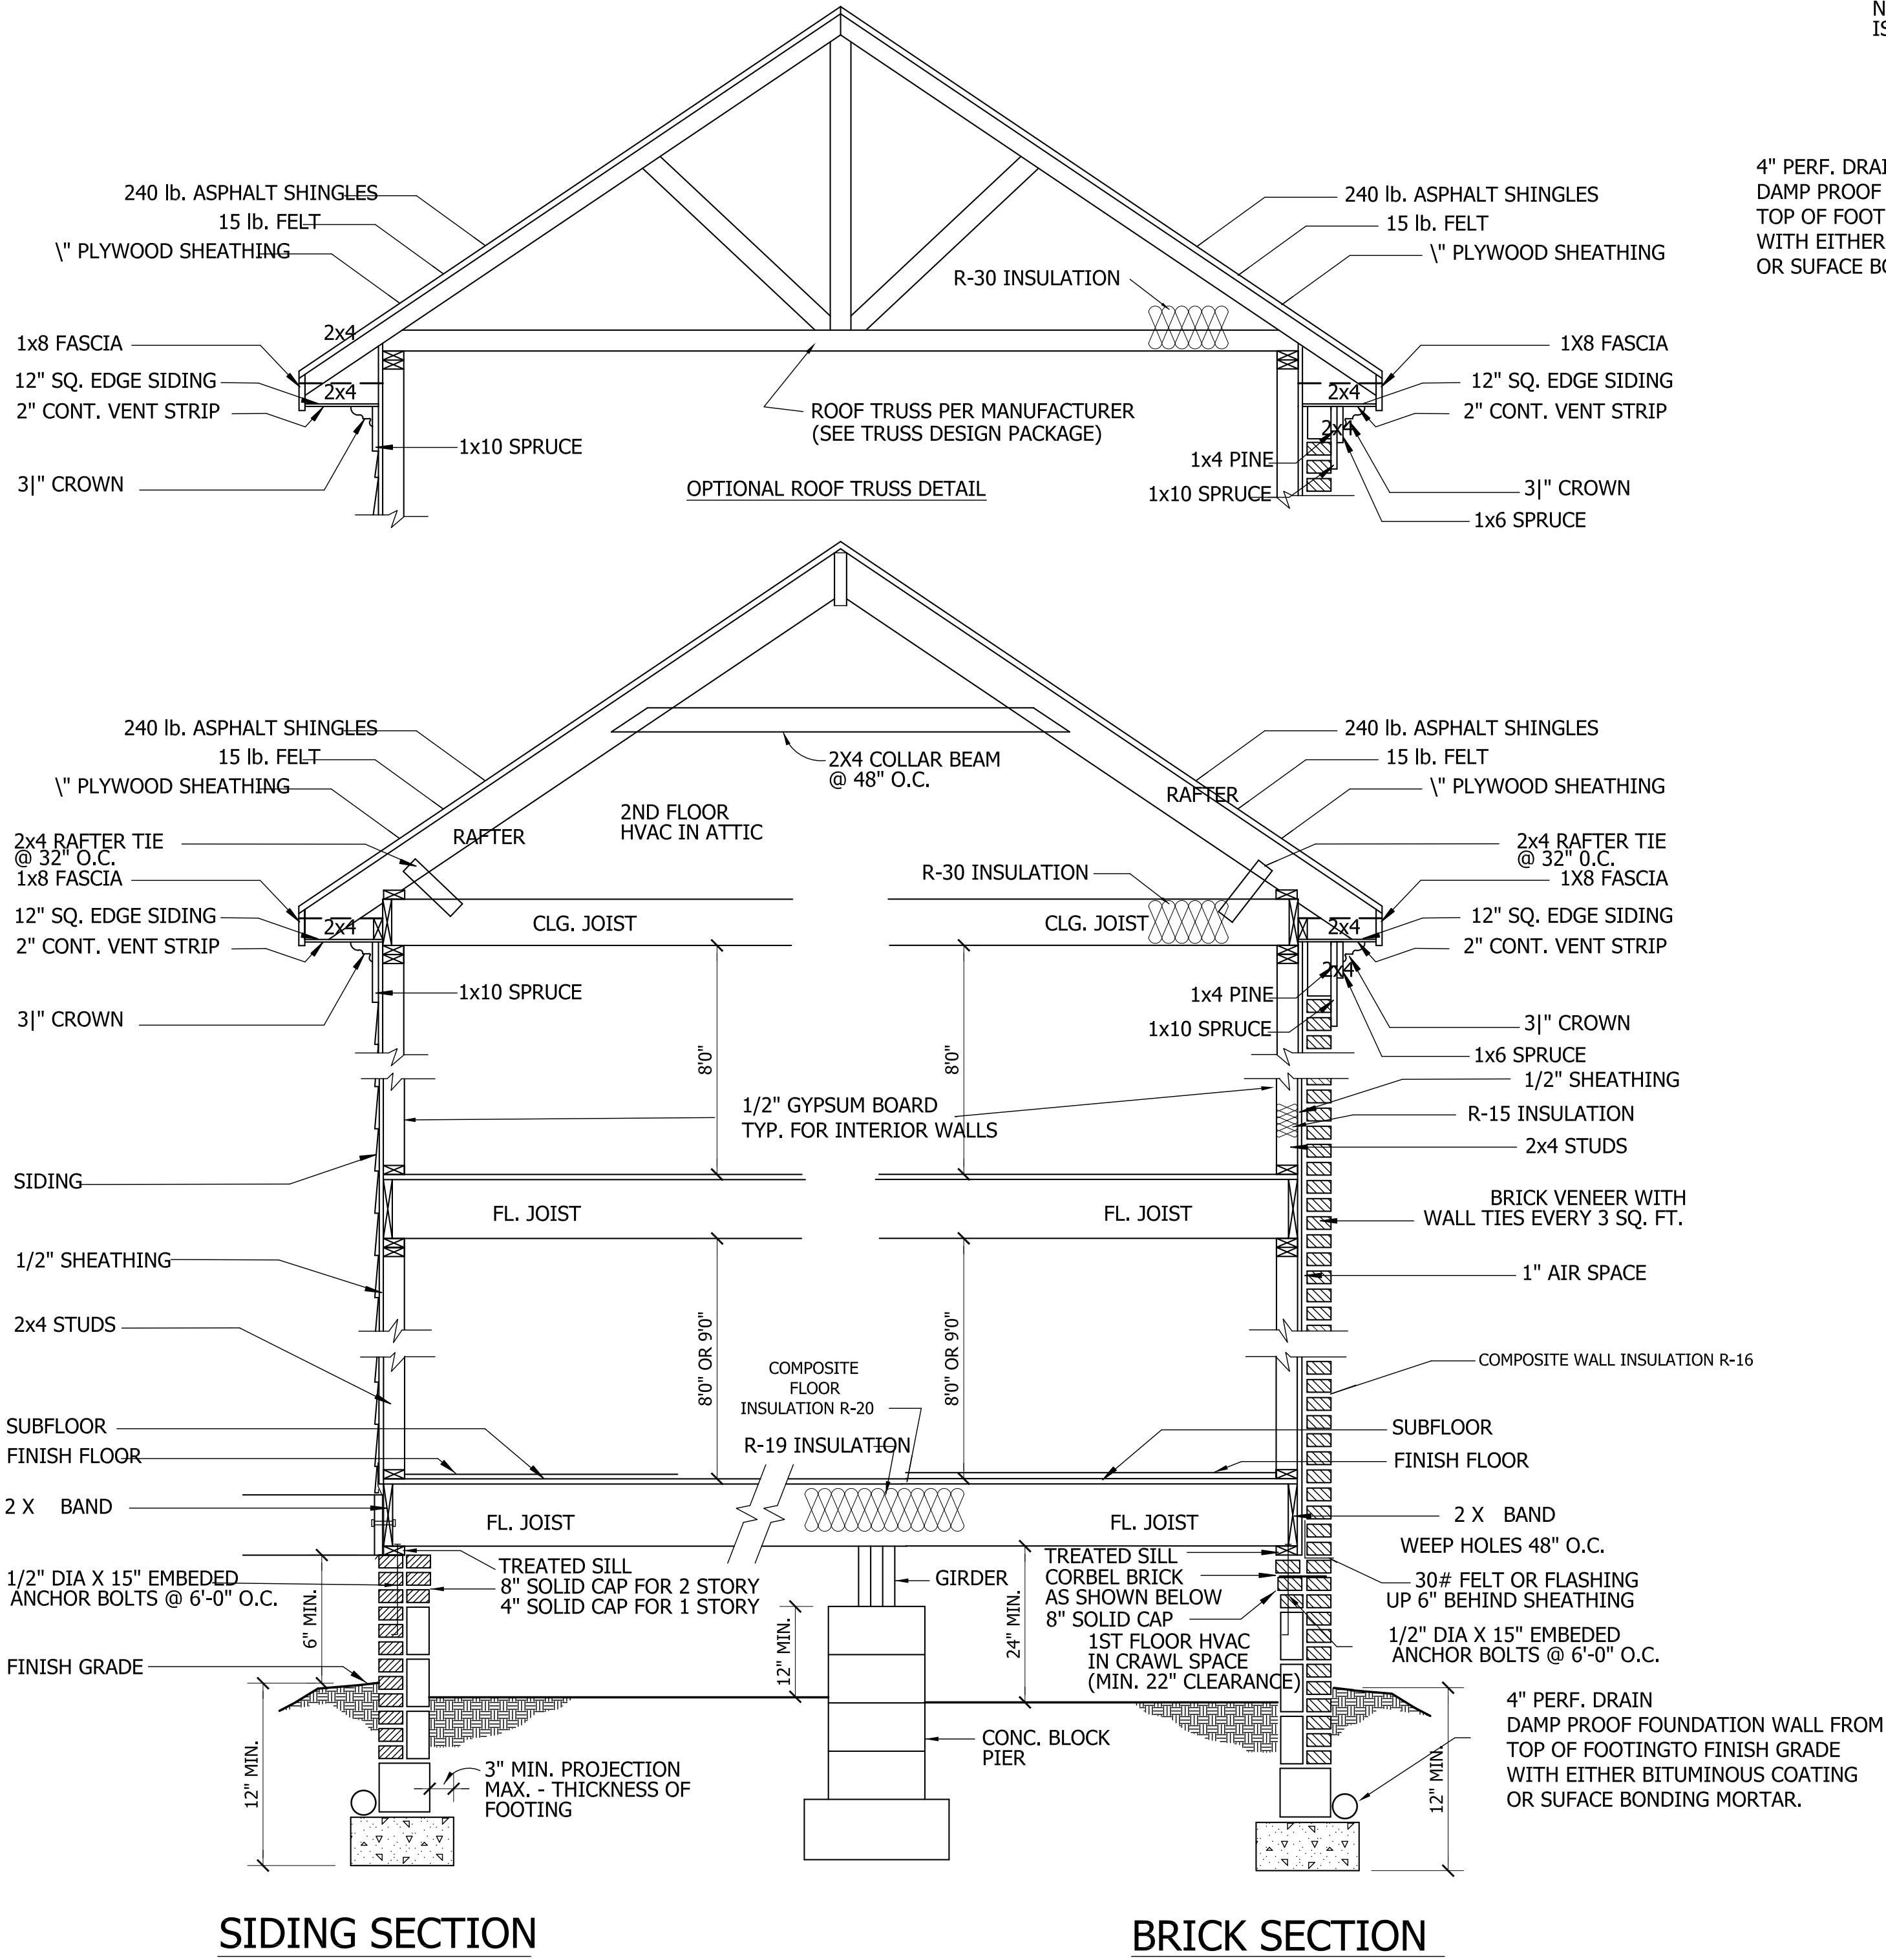 N
IS
240 lb. ASPHALT SHINGLES
15 lb. FELT
\" PLYWOOD SHEATHING
2x4
1x8 FASCIA
12" SQ. EDGE SIDING
2x4
2" CONT. VENT STRIP
1x10 SPRUCE
3|" CROWN
R-30 INSULATION
ROOF TRUSS PER MANUFACTURER
(SEE TRUSS DESIGN PACKAGE)
OPTIONAL ROOF TRUSS DETAIL
240 lb. ASPHALT SHINGLES
15 lb. FELT
\" PLYWOOD SHEATHING
1X8 FASCIA
12" SQ. EDGE SIDING
2x4
2" CONT. VENT STRIP
2x4
1x4 PINE
1x10 SPRUCE
3|" CROWN
1x6 SPRUCE
4" PERF. DRAI
DAMP PROOF
TOP OF FOOT
WITH EITHER
OR SUFACE BO
240 lb. ASPHALT SHINGLES
15 lb. FELT
\" PLYWOOD SHEATHING
2x4 RAFTER TIE
@ 32" O.C.
1x8 FASCIA
12" SQ. EDGE SIDING
2x4
2" CONT. VENT STRIP
1x10 SPRUCE
3|" CROWN
RAFTER
2X4 COLLAR BEAM
@ 48" O.C.
2ND FLOOR
HVAC IN ATTIC
RAFTER
R-30 INSULATION
CLG. JOIST
CLG. JOIST
240 lb. ASPHALT SHINGLES
15 lb. FELT
\" PLYWOOD SHEATHING
2x4 RAFTER TIE
@ 32" 0.C.
1X8 FASCIA
12" SQ. EDGE SIDING
2x4
2" CONT. VENT STRIP
2x4
1x4 PINE
1x10 SPRUCE
3|" CROWN
1x6 SPRUCE
1/2" SHEATHING
R-15 INSULATION
2x4 STUDS
8'0"
8'0"
1/2" GYPSUM BOARD
TYP. FOR INTERIOR WALLS
SIDING
FL. JOIST
FL. JOIST
BRICK VENEER WITH
WALL TIES EVERY 3 SQ. FT.
1/2" SHEATHING
1" AIR SPACE
2x4 STUDS
8'0" OR 9'0"
8'0" OR 9'0"
COMPOSITE
FLOOR
INSULATION R-20
R-19 INSULATION
COMPOSITE WALL INSULATION R-16
SUBFLOOR
FINISH FLOOR
2 X BAND
SUBFLOOR
FINISH FLOOR
2 X BAND
FL. JOIST
FL. JOIST
WEEP HOLES 48" O.C.
1/2" DIA X 15" EMBEDED
ANCHOR BOLTS @ 6'-0" O.C.
6" MIN.
TREATED SILL
8" SOLID CAP FOR 2 STORY
4" SOLID CAP FOR 1 STORY
GIRDER
12" MIN.
24" MIN.
TREATED SILL
CORBEL BRICK
AS SHOWN BELOW
8" SOLID CAP
1ST FLOOR HVAC
IN CRAWL SPACE
(MIN. 22" CLEARANCE)
30# FELT OR FLASHING
UP 6" BEHIND SHEATHING
1/2" DIA X 15" EMBEDED
ANCHOR BOLTS @ 6'-0" O.C.
FINISH GRADE
12" MIN.
3" MIN. PROJECTION
MAX. - THICKNESS OF
FOOTING
CONC. BLOCK
PIER
12" MIN.
4" PERF. DRAIN
DAMP PROOF FOUNDATION WALL FROM
TOP OF FOOTINGTO FINISH GRADE
WITH EITHER BITUMINOUS COATING
OR SUFACE BONDING MORTAR.
SIDING SECTION
BRICK SECTION